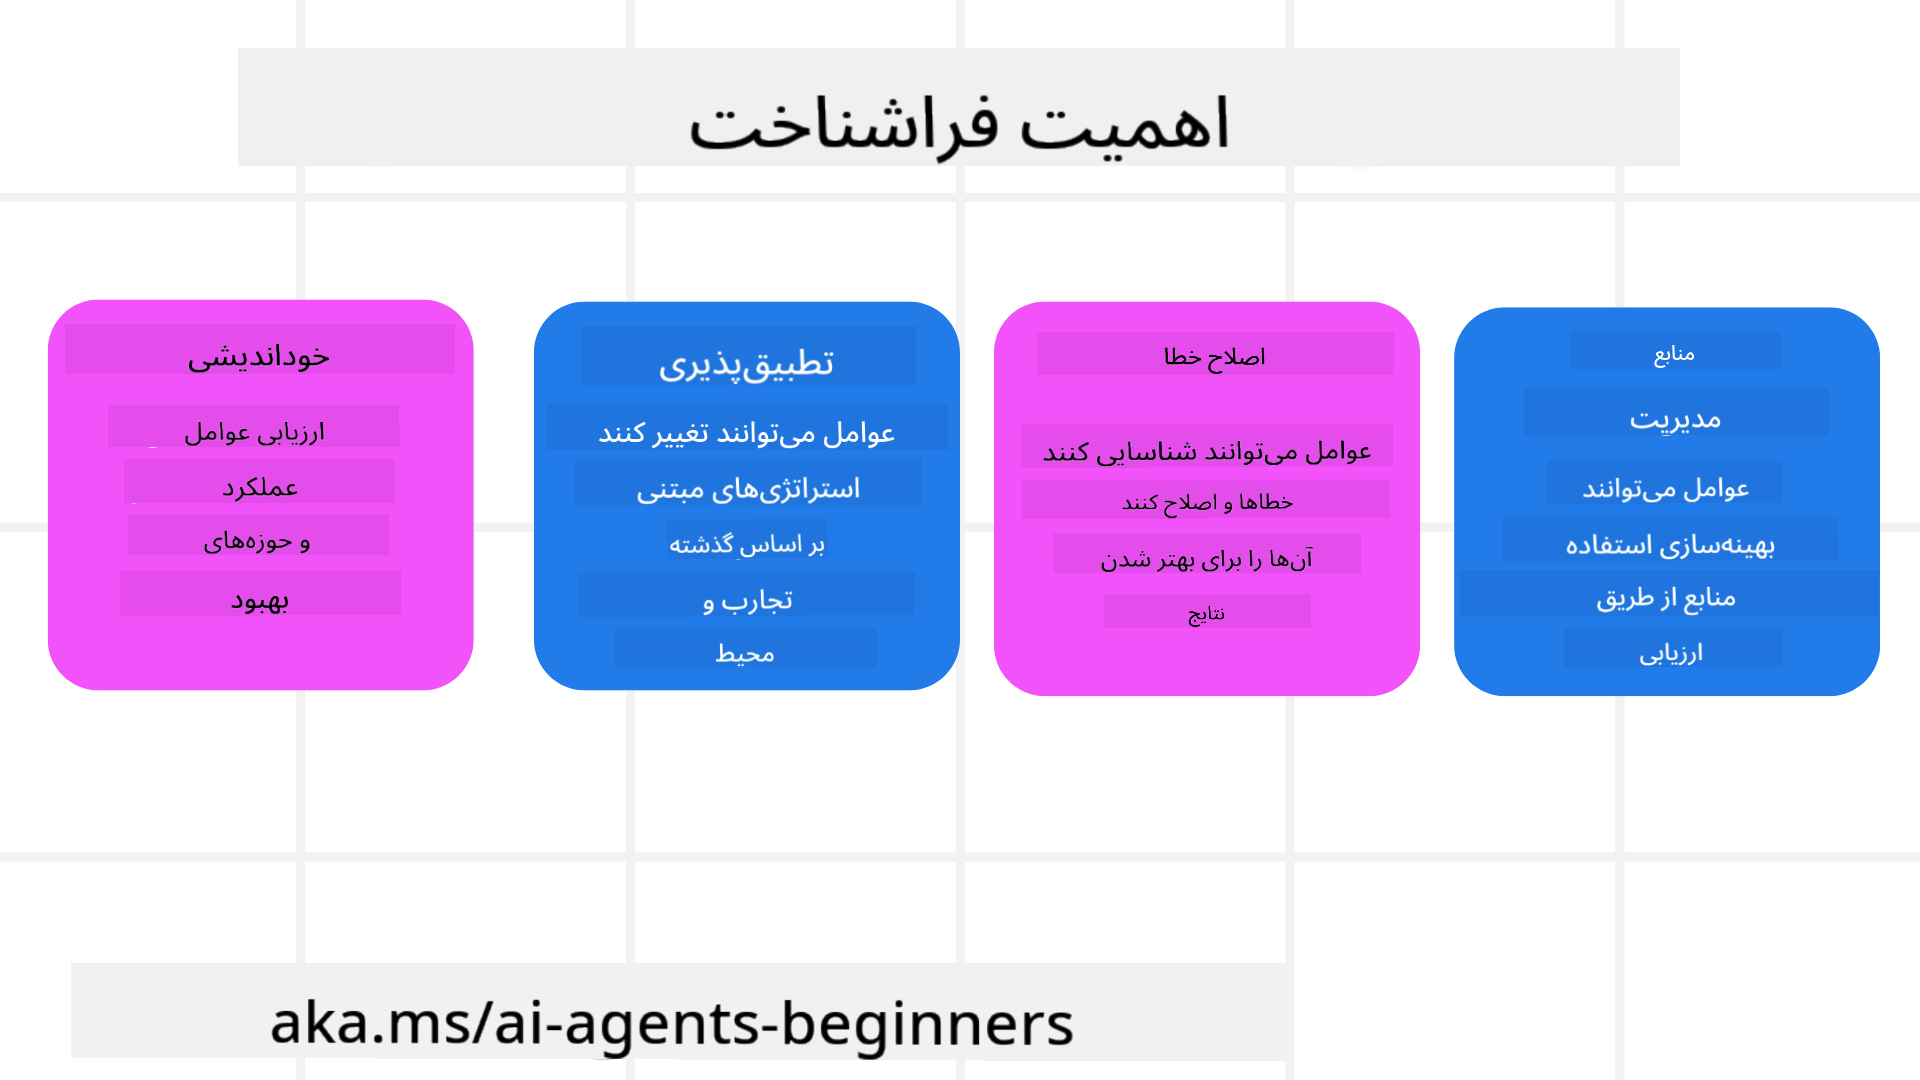 اهمیت فراشناخت
خوداندیشی
ارزیابی عوامل
عملکرد
و حوزه‌های
بهبود
تطبیق‌پذیری
عوامل می‌توانند تغییر کنند
استراتژی‌های مبتنی
بر اساس گذشته
تجارب و
محیط
اصلاح خطا
عوامل می‌توانند شناسایی کنند
خطاها و اصلاح کنند
آن‌ها را برای بهتر شدن
نتایج
منابع
مدیریت
عوامل می‌توانند
بهینه‌سازی استفاده
منابع از طریق
ارزیابی
aka.ms/ai-agents-beginners